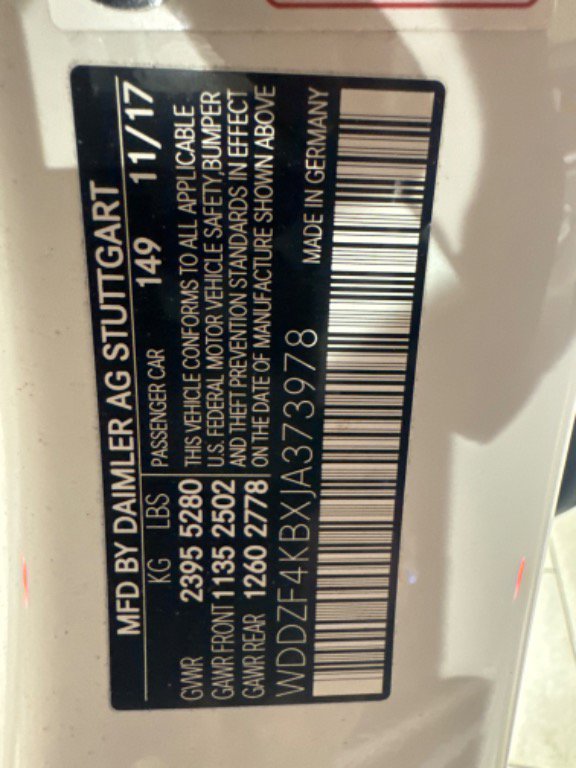 MFD BY DAIMLER AG STUTTGART
KG LBS PASSENGER CAR 149 11/17
GVWR 2395 5280 THIS VEHICLE CONFORMS TO ALL APPLICABLE
GAWR FRONT 1135 2502 U.S. FEDERAL MOTOR VEHICLE SAFETY, BUMPER
GAWR REAR 1260 2778 AND THEFT PREVENTION STANDARDS IN EFFECT
ON THE DATE OF MANUFACTURE SHOWN ABOVE
WDDZF4KBXJA373978 MADE IN GERMANY